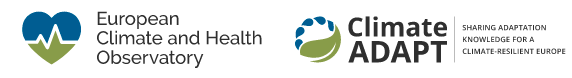 European
Climate and Health
Observatory
Climate
ADAPT
SHARING ADAPTATION
KNOWLEDGE FOR A
CLIMATE-RESILIENT EUROPE